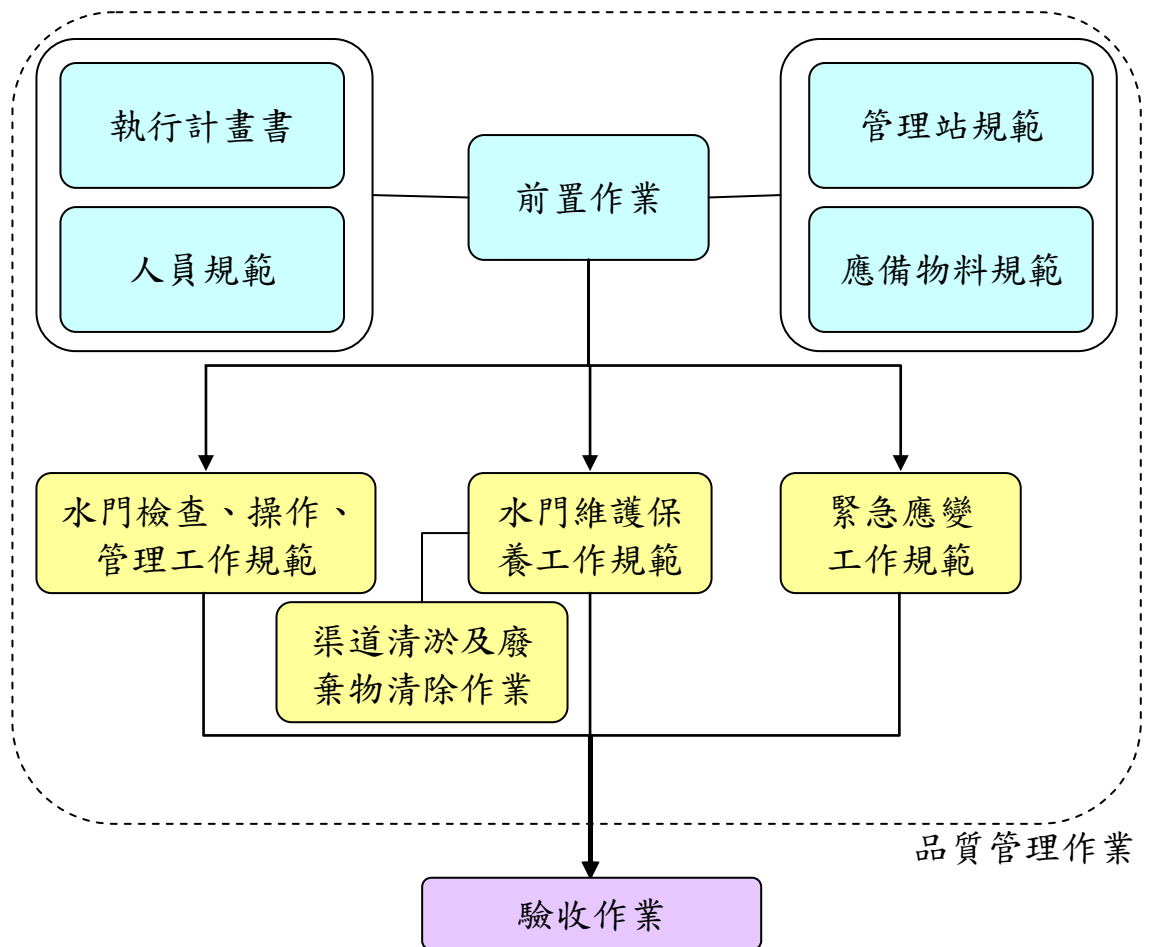 執行計畫書
人員規範
前置作業
管理站規範
應備物料規範
水門檢查、操作、
管理工作規範
水門維護保
養工作規範
緊急應變
工作規範
渠道清淤及廢
棄物清除作業
品質管理作業
驗收作業